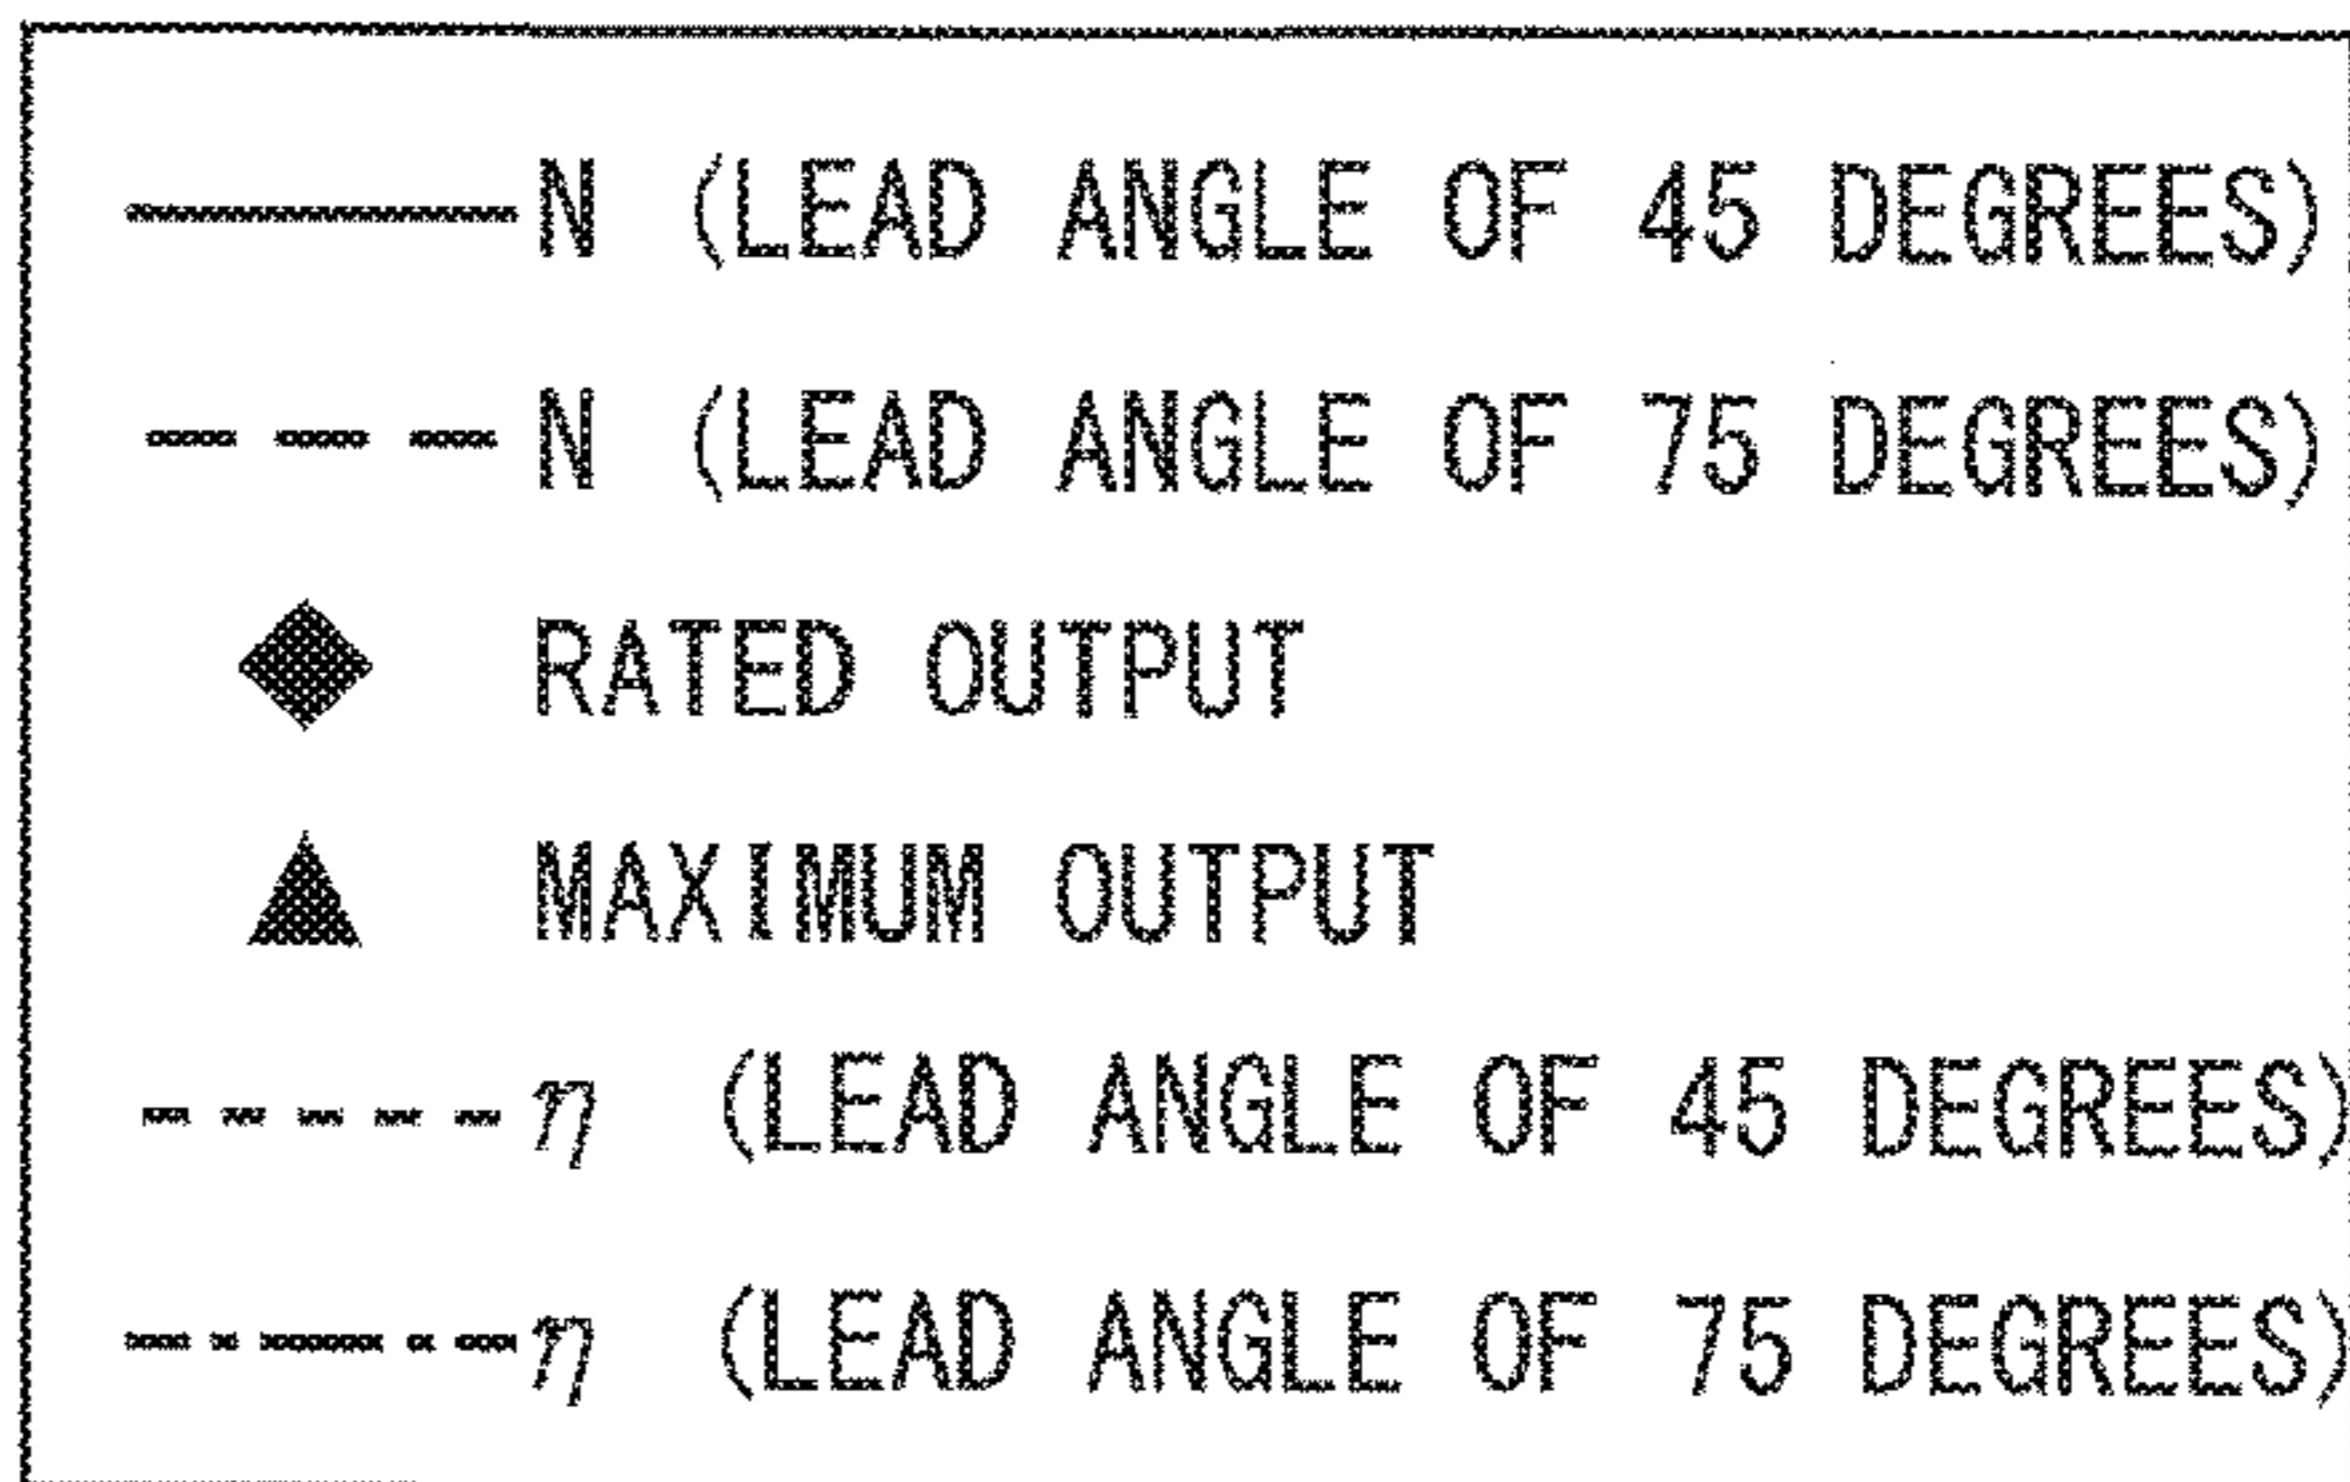 N (LEAD ANGLE OF 45 DEGREES)
N (LEAD ANGLE OF 75 DEGREES)
RATED OUTPUT
MAXIMUM OUTPUT
η (LEAD ANGLE OF 45 DEGREES)
η (LEAD ANGLE OF 75 DEGREES)